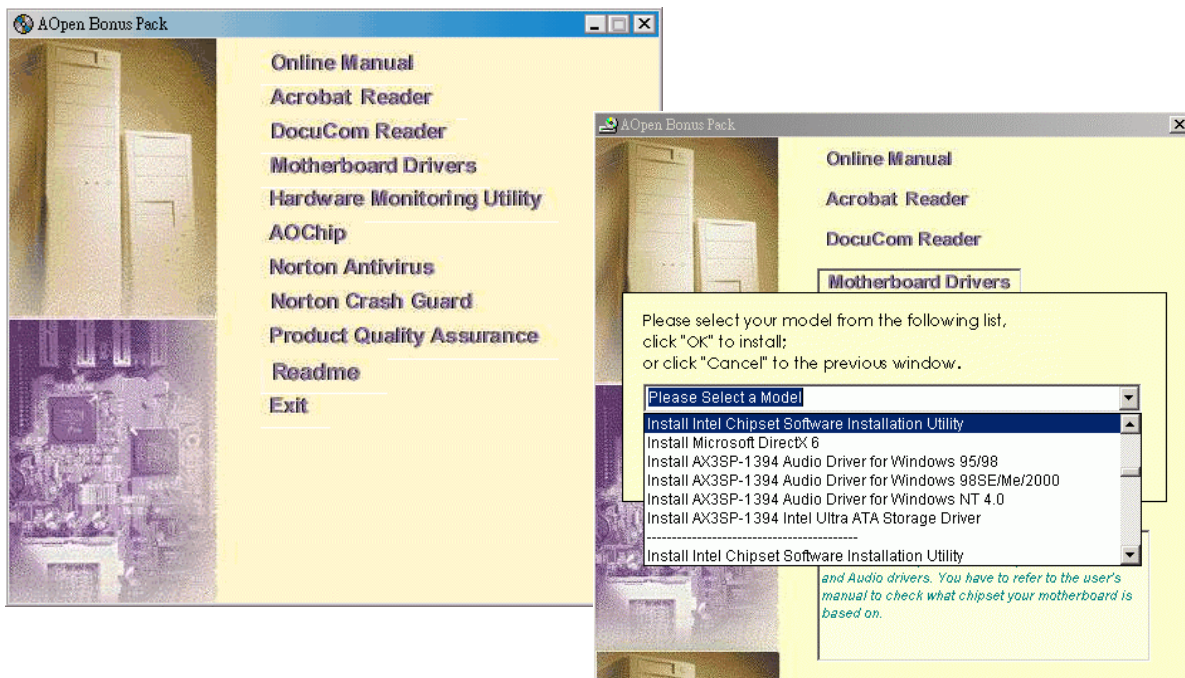 AOpen Bonus Pack
Online Manual
Acrobat Reader
DocuCom Reader
Motherboard Drivers
Hardware Monitoring Utility
AOChip
Norton Antivirus
Norton Crash Guard
Product Quality Assurance
Readme
Exit
AOpen Bonus Pack
Online Manual
Acrobat Reader
DocuCom Reader
Motherboard Drivers
Please select your model from the following list,
click "OK" to install;
or click "Cancel" to the previous window.
Please Select a Model
Install Intel Chipset Software Installation Utility
Install Microsoft DirectX 6
Install AX3SP-1394 Audio Driver for Windows 95/98
Install AX3SP-1394 Audio Driver for Windows 98SE/Me/2000
Install AX3SP-1394 Audio Driver for Windows NT 4.0
Install AX3SP-1394 Intel Ultra ATA Storage Driver
------------------------------------------
Install Intel Chipset Software Installation Utility
and Audio drivers. You have to refer to the user's
manual to check what chipset your motherboard is
based on.